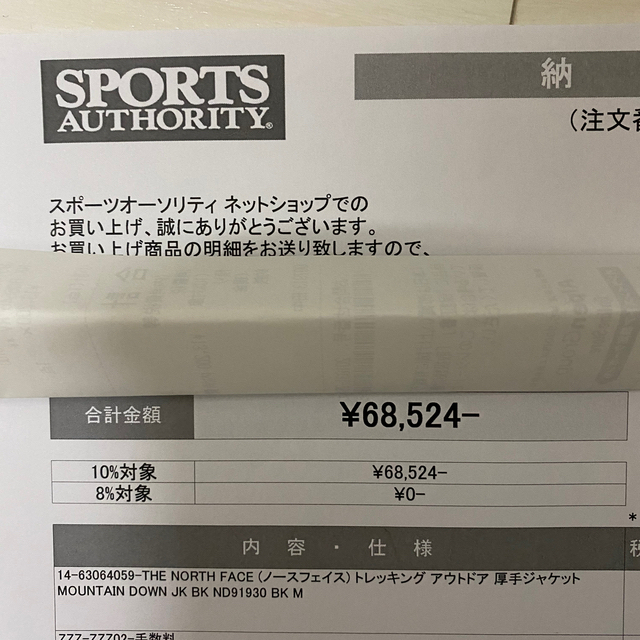 SPORTS
AUTHORITY®
納
(注文番
スポーツオーソリティ ネットショップでの
お買い上げ、誠にありがとうございます。
お買い上げ商品の明細をお送り致しますので、
合計金額 ¥68,524-
10%対象 ¥68,524-
8%対象 ¥0-
*
内 容 ・ 仕 様
14-63064059-THE NORTH FACE (ノースフェイス) トレッキング アウトドア 厚手ジャケット
MOUNTAIN DOWN JK BK ND91930 BK M
777-77702-手数料